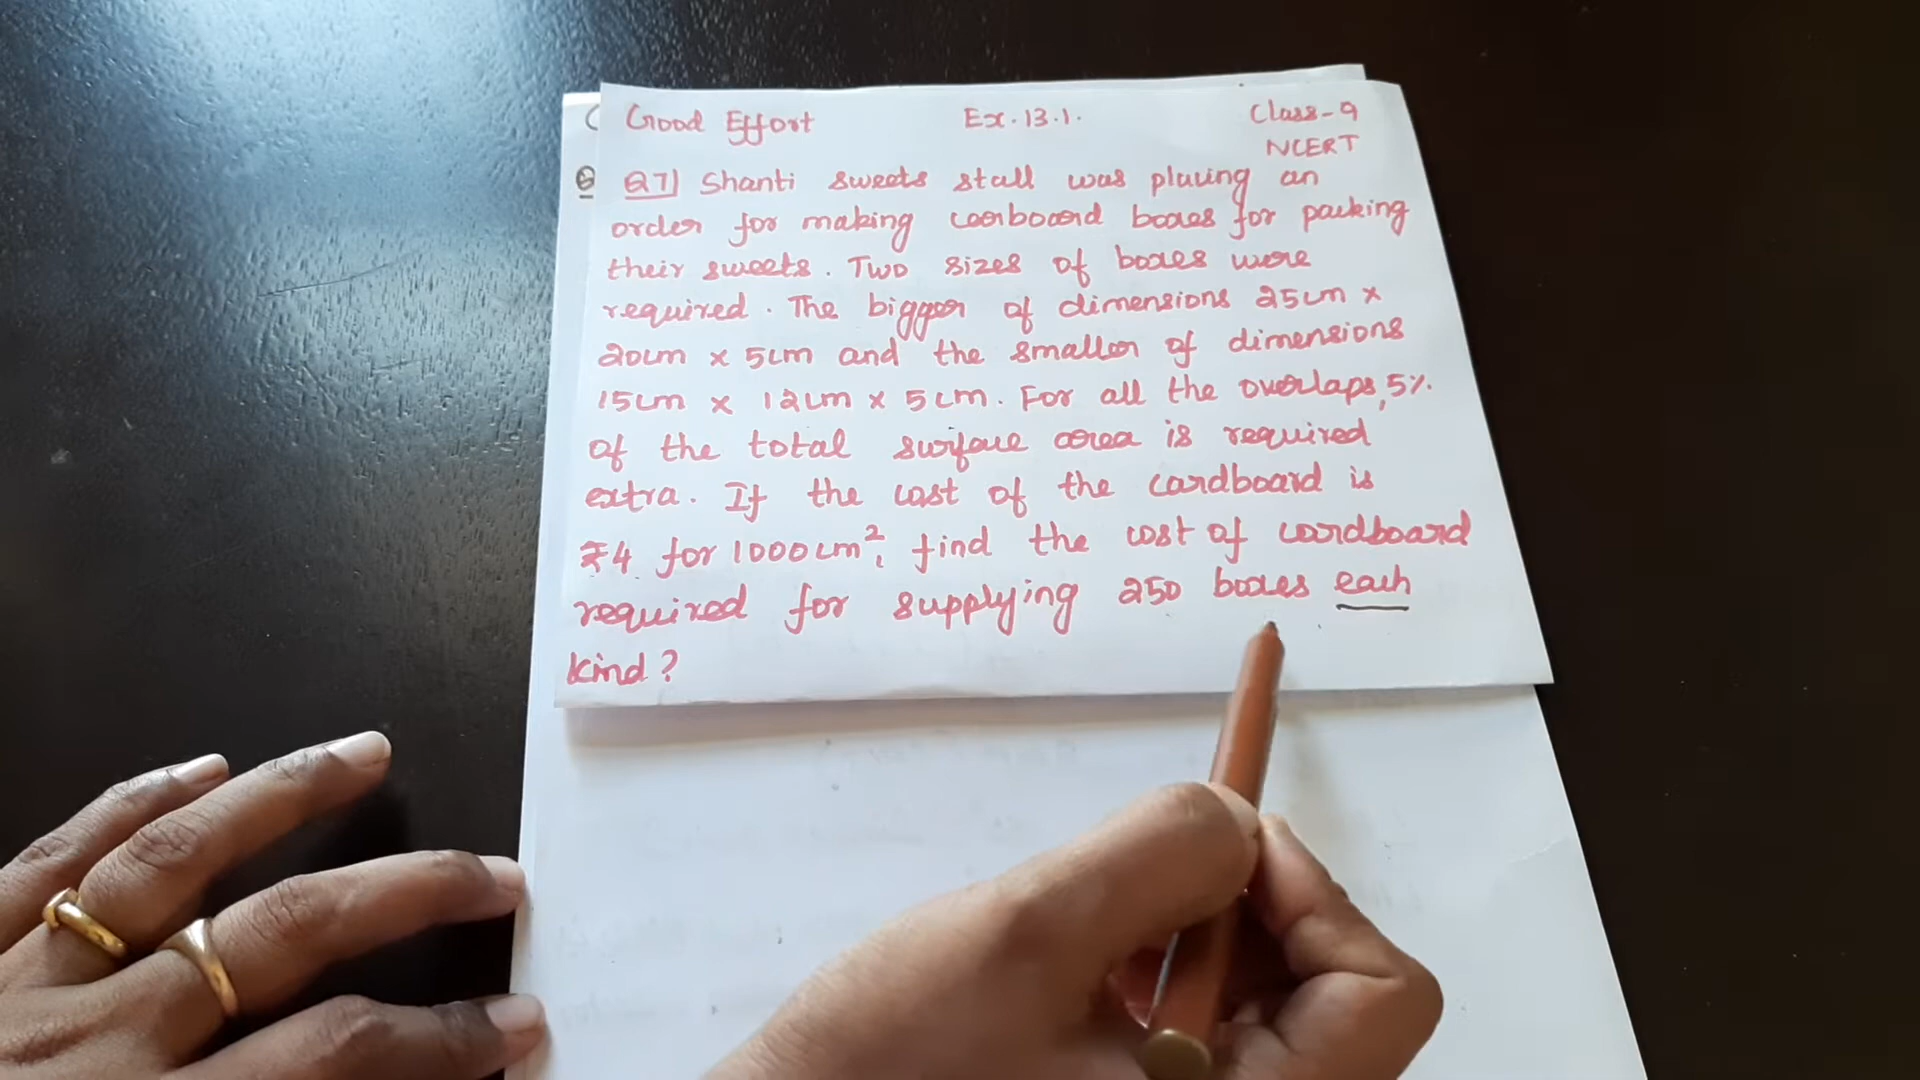 Good Effort Ex.13.1. Class-9
NCERT
Q7) Shanti sweets stall was placing an
order for making carboard boxes for packing
their sweets. Two sizes of boxes were
required. The bigger of dimensions 25cm x
20cm x 5cm and the smaller of dimensions
15cm x 12cm x 5cm. For all the overlaps, 5%
of the total surface area is required
extra. If the cost of the cardboard is
₹4 for 1000cm², find the cost of cardboard
required for supplying 250 boxes each
kind?